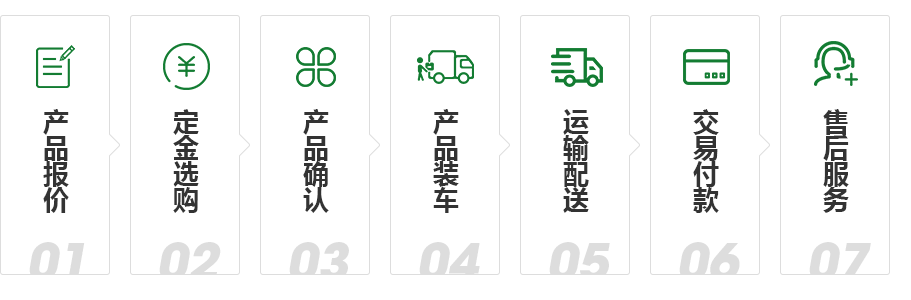 产品报价
01
定金选购
02
产品确认
03
产品装车
04
运输配送
05
交易付款
06
售后服务
07